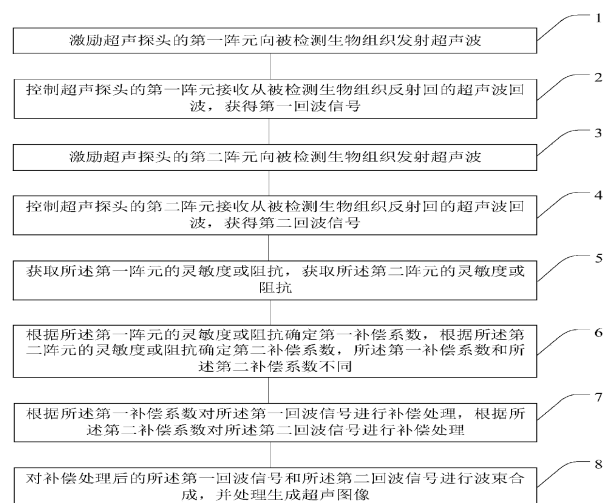 1
激励超声探头的第一阵元向被检测生物组织发射超声波
2
控制超声探头的第一阵元接收从被检测生物组织反射回的超声波回
波，获得第一回波信号
3
激励超声探头的第二阵元向被检测生物组织发射超声波
4
控制超声探头的第二阵元接收从被检测生物组织反射回的超声波回
波，获得第二回波信号
5
获取所述第一阵元的灵敏度或阻抗，获取所述第二阵元的灵敏度或
阻抗
6
根据所述第一阵元的灵敏度或阻抗确定第一补偿系数，根据所述第
二阵元的灵敏度或阻抗确定第二补偿系数，所述第一补偿系数和所
述第二补偿系数不同
7
根据所述第一补偿系数对所述第一回波信号进行补偿处理，根据所
述第二补偿系数对所述第二回波信号进行补偿处理
8
对补偿处理后的所述第一回波信号和所述第二回波信号进行波束合
成，并处理生成超声图像